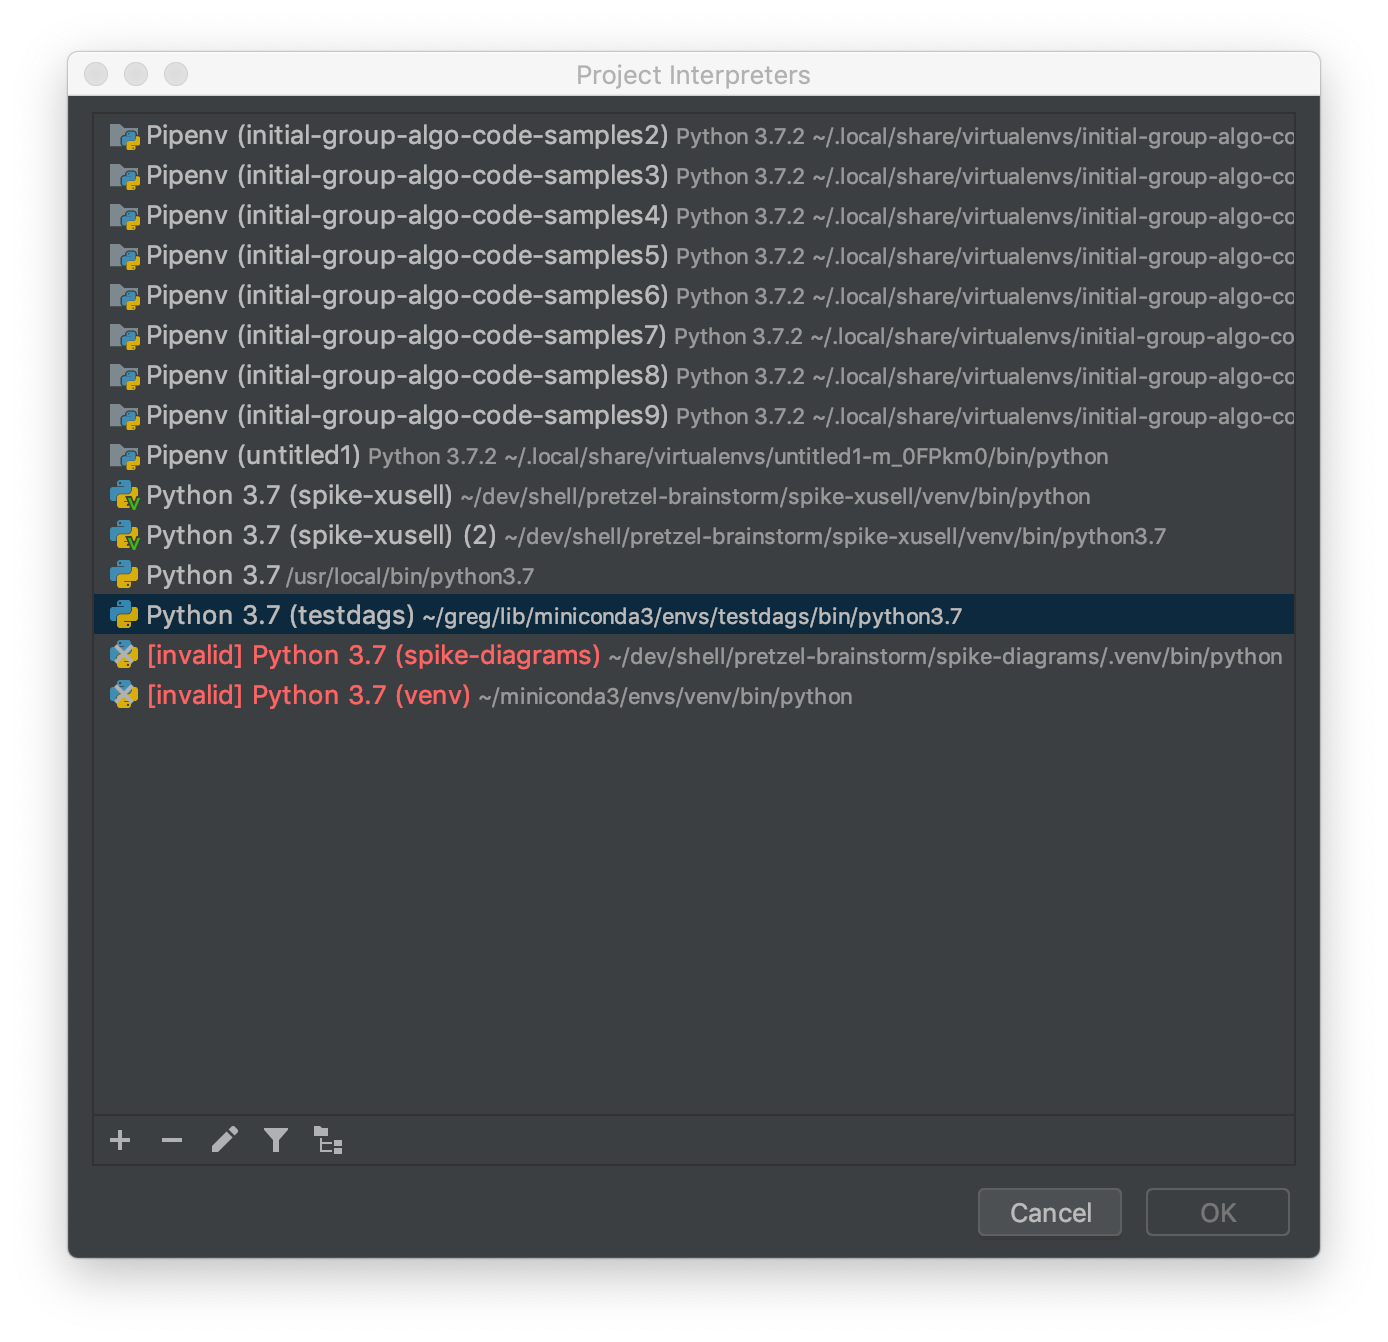 Project Interpreters
Pipenv (initial-group-algo-code-samples2) Python 3.7.2 ~/.local/share/virtualenvs/initial-group-algo-co
Pipenv (initial-group-algo-code-samples3) Python 3.7.2 ~/.local/share/virtualenvs/initial-group-algo-co
Pipenv (initial-group-algo-code-samples4) Python 3.7.2 ~/.local/share/virtualenvs/initial-group-algo-co
Pipenv (initial-group-algo-code-samples5) Python 3.7.2 ~/.local/share/virtualenvs/initial-group-algo-co
Pipenv (initial-group-algo-code-samples6) Python 3.7.2 ~/.local/share/virtualenvs/initial-group-algo-co
Pipenv (initial-group-algo-code-samples7) Python 3.7.2 ~/.local/share/virtualenvs/initial-group-algo-co
Pipenv (initial-group-algo-code-samples8) Python 3.7.2 ~/.local/share/virtualenvs/initial-group-algo-co
Pipenv (initial-group-algo-code-samples9) Python 3.7.2 ~/.local/share/virtualenvs/initial-group-algo-co
Pipenv (untitled1) Python 3.7.2 ~/.local/share/virtualenvs/untitled1-m_0FPkm0/bin/python
Python 3.7 (spike-xusell) ~/dev/shell/pretzel-brainstorm/spike-xusell/venv/bin/python
Python 3.7 (spike-xusell) (2) ~/dev/shell/pretzel-brainstorm/spike-xusell/venv/bin/python3.7
Python 3.7 /usr/local/bin/python3.7
Python 3.7 (testdags) ~/greg/lib/miniconda3/envs/testdags/bin/python3.7
[invalid] Python 3.7 (spike-diagrams) ~/dev/shell/pretzel-brainstorm/spike-diagrams/.venv/bin/python
[invalid] Python 3.7 (venv) ~/miniconda3/envs/venv/bin/python
Cancel OK